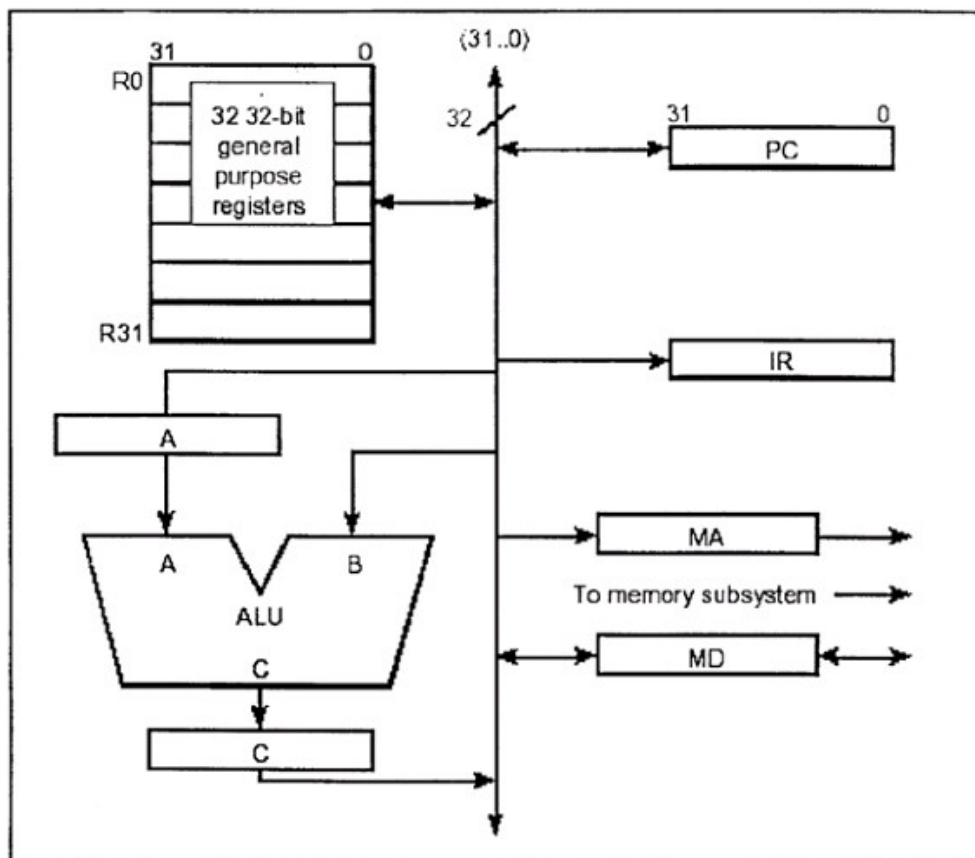 31 0
R0
32 32-bit
general
purpose
registers
R31
⟨31..0⟩
32
31 0
PC
IR
A
A B
ALU
C
C
MA
To memory subsystem
MD